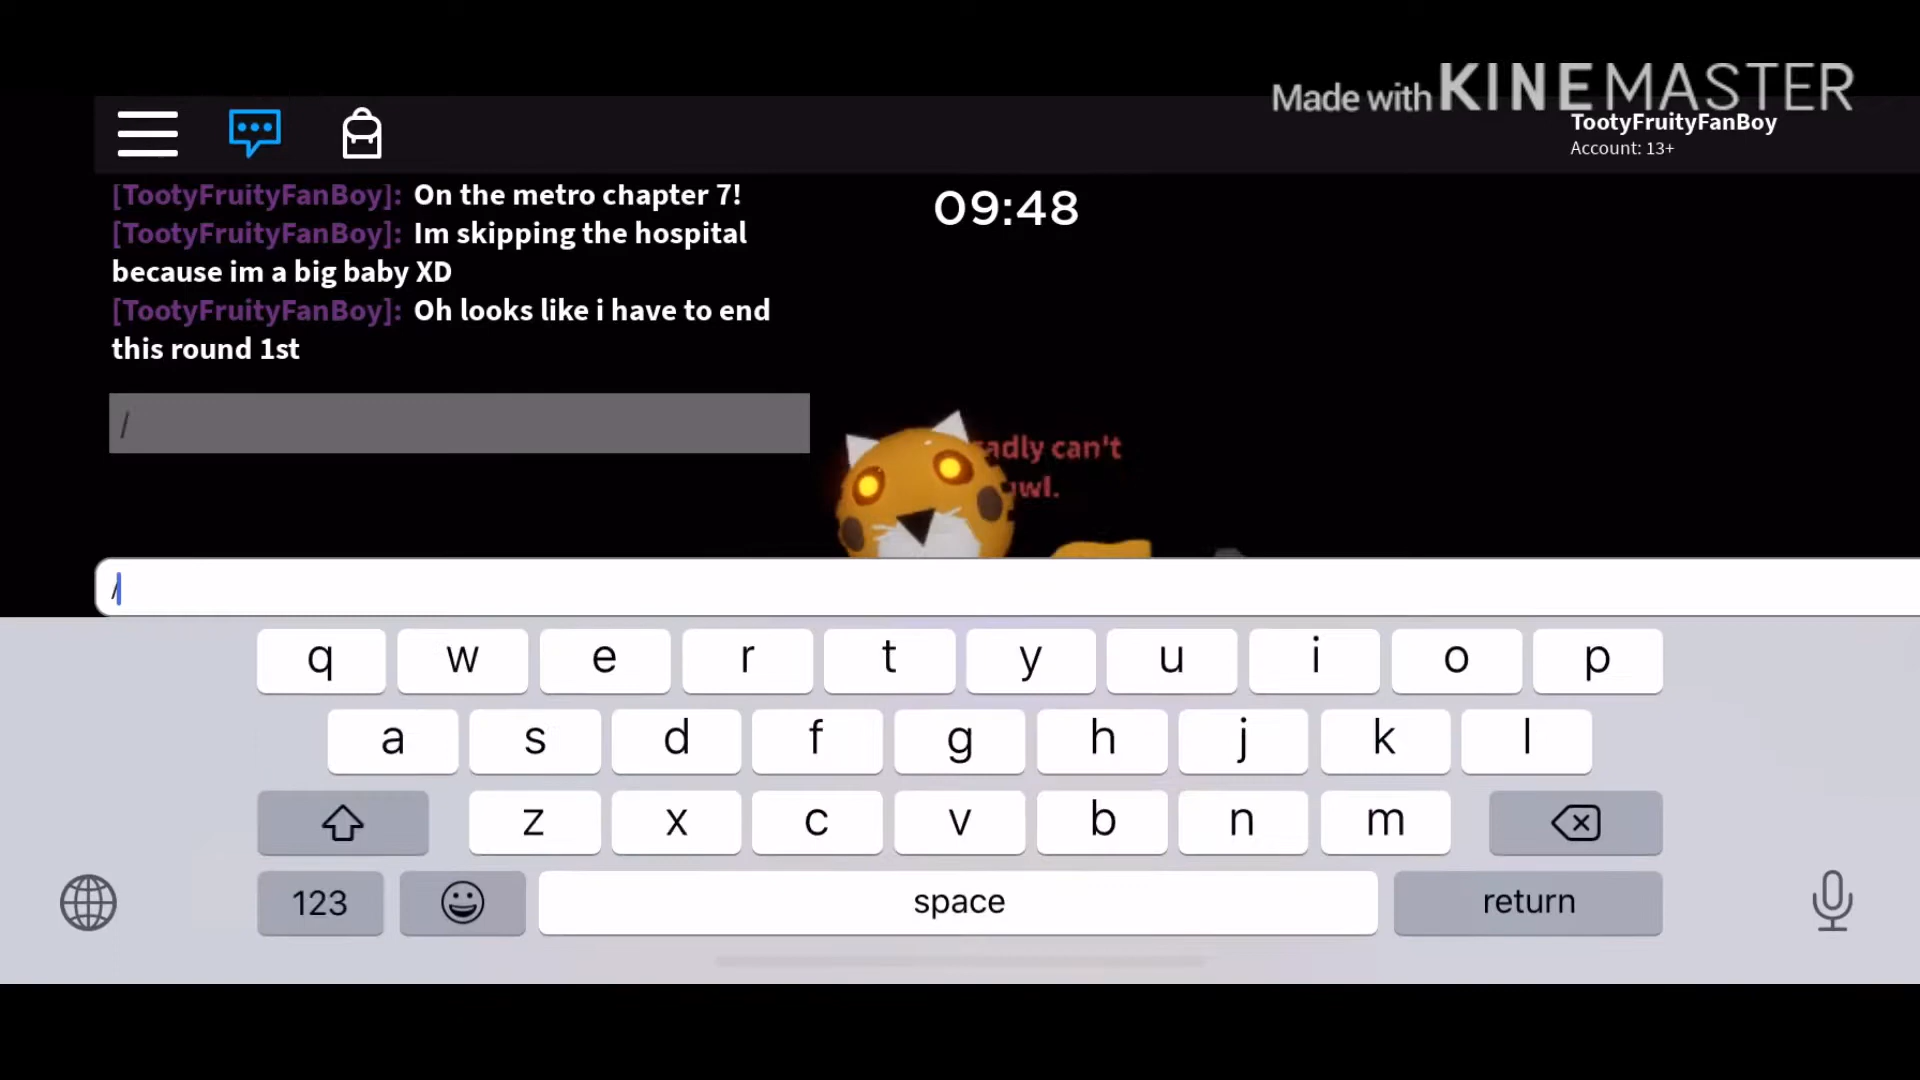 Made with KINEMASTER
TootyFruityFanBoy
Account: 13+
[TootyFruityFanBoy]: On the metro chapter 7!
[TootyFruityFanBoy]: Im skipping the hospital
because im a big baby XD
[TootyFruityFanBoy]: Oh looks like i have to end
this round 1st
09:48
/
can't
/
q w e r t y u i o p
a s d f g h j k l
z x c v b n m
123 space return